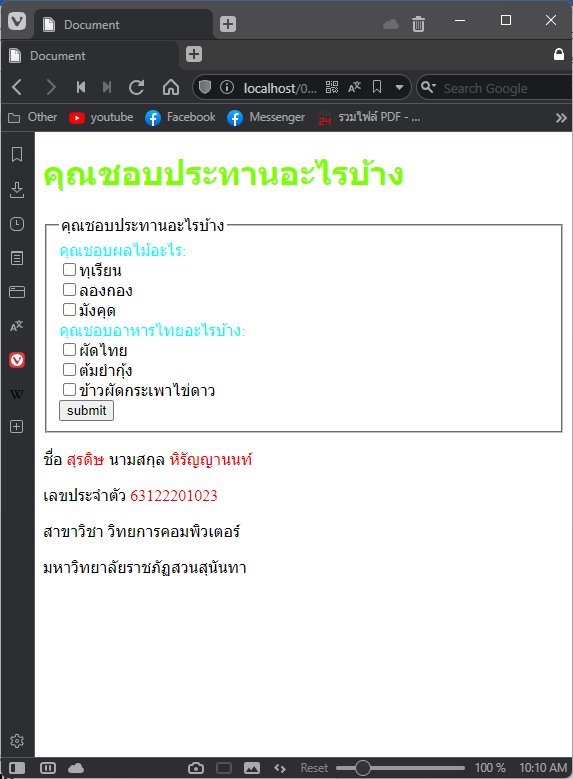 Document
Document
localhost/0...
Search Google
Other
youtube
Facebook
Messenger
รวมไฟล์ PDF - ...
คุณชอบประทานอะไรบ้าง
คุณชอบประทานอะไรบ้าง
คุณชอบผลไม้อะไร:
ทุเรียน
ลองกอง
มังคุด
คุณชอบอาหารไทยอะไรบ้าง:
ผัดไทย
ต้มยำกุ้ง
ข้าวผัดกระเพาไข่ดาว
submit
ชื่อ สุรดิษ นามสกุล หิรัญญานนท์
เลขประจำตัว 63122201023
สาขาวิชา วิทยการคอมพิวเตอร์
มหาวิทยาลัยราชภัฏสวนสุนันทา
Reset 100 % 10:10 AM